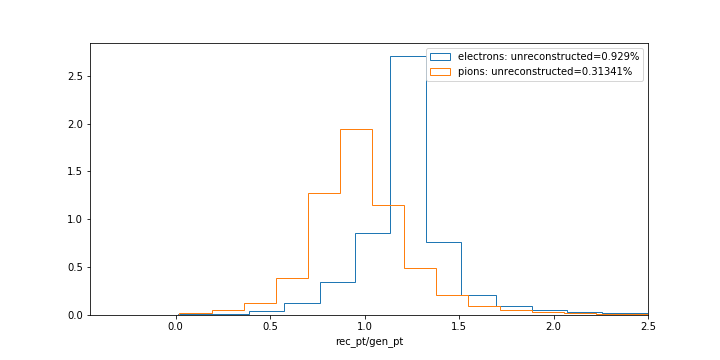 electrons: unreconstructed=0.929%
pions: unreconstructed=0.31341%
2.5
2.0
1.5
1.0
0.5
0.0
0.0 0.5 1.0 1.5 2.0 2.5
rec_pt/gen_pt